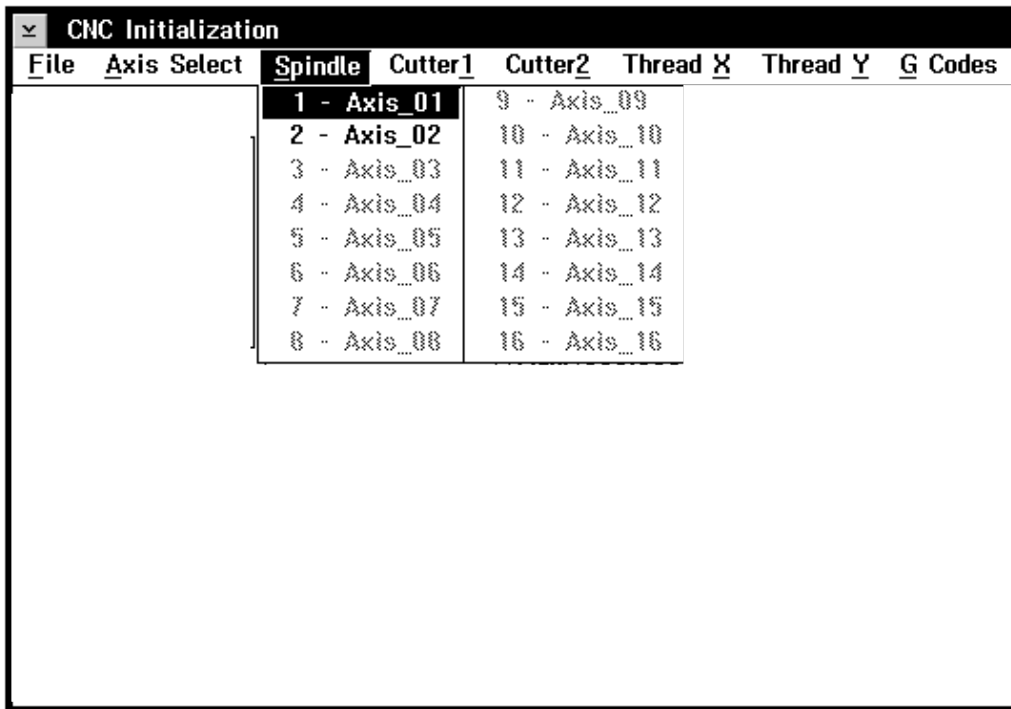 CNC Initialization
File Axis Select Spindle Cutter1 Cutter2 Thread X Thread Y G Codes
1 - Axis_01 9 - Axis_09
2 - Axis_02 10 - Axis_10
3 - Axis_03 11 - Axis_11
4 - Axis_04 12 - Axis_12
5 - Axis_05 13 - Axis_13
6 - Axis_06 14 - Axis_14
7 - Axis_07 15 - Axis_15
8 - Axis_08 16 - Axis_16